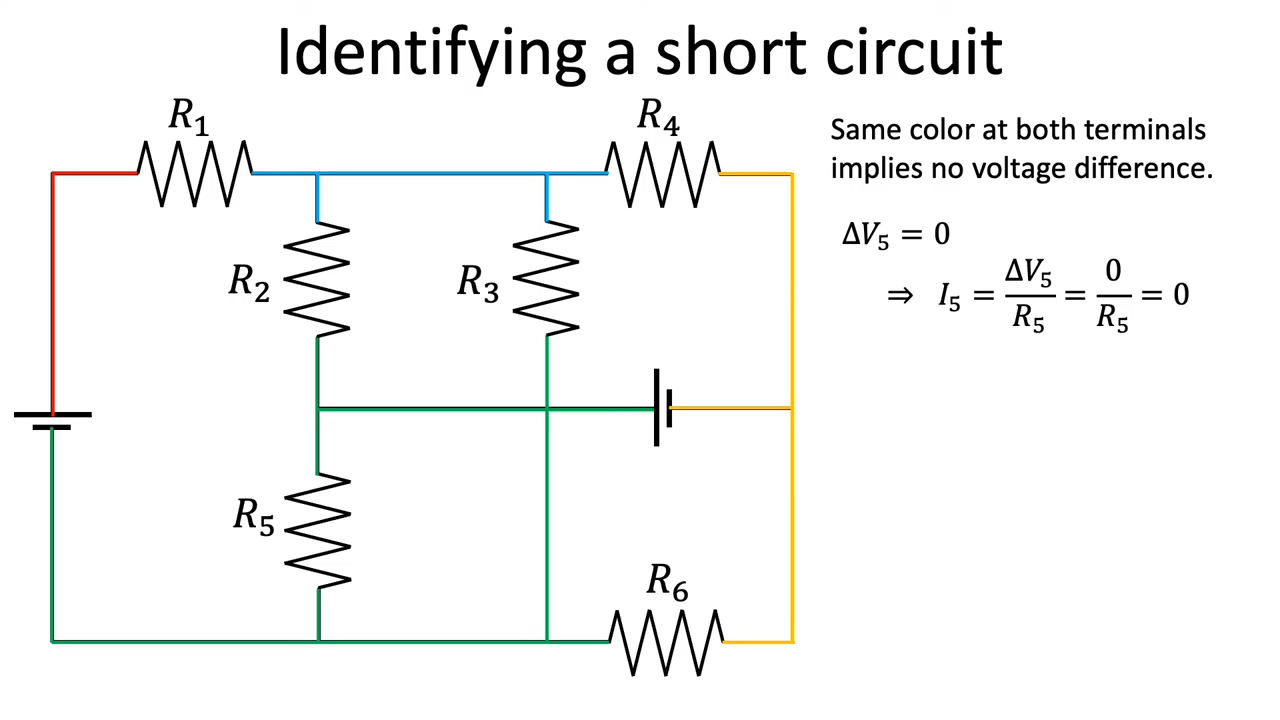 Identifying a short circuit
R₁
R₄
Same color at both terminals
implies no voltage difference.
ΔV₅ = 0
⇒ I₅ = ΔV₅/R₅ = 0/R₅ = 0
R₂
R₃
R₅
R₆